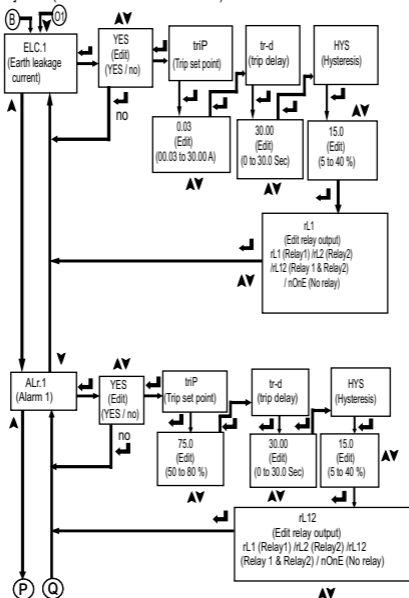 B
O1
ELC.1
(Earth leakage
current)
YES
(Edit)
(YES / no)
no
triP
(Trip set point)
tr-d
(trip delay)
HYS
(Hysteresis)
0.03
(Edit)
(00.03 to 30.00 A)
30.00
(Edit)
(0 to 30.0 Sec)
15.0
(Edit)
(5 to 40 %)
rL1
(Edit relay output)
rL1 (Relay1) /rL2 (Relay2)
/rL12 (Relay 1 & Relay2)
/ nOnE (No relay)
ALr.1
(Alarm 1)
YES
(Edit)
(YES / no)
no
triP
(Trip set point)
tr-d
(trip delay)
HYS
(Hysteresis)
75.0
(Edit)
(50 to 80 %)
30.00
(Edit)
(0 to 30.0 Sec)
15.0
(Edit)
(5 to 40 %)
rL12
(Edit relay output)
rL1 (Relay1) /rL2 (Relay2) /rL12
(Relay 1 & Relay2) / nOnE (No relay)
P
Q